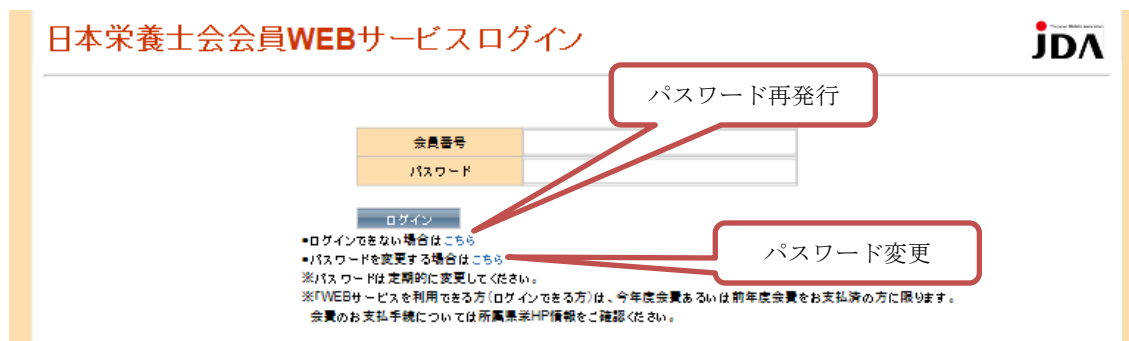 日本栄養士会会員WEBサービスログイン
JDA
パスワード再発行
会員番号
パスワード
ログイン
•ログインできない場合はこちら
•パスワードを変更する場合はこちら
パスワード変更
※パスワードは定期的に変更してください。
※「WEBサービスを利用できる方(ログインできる方)は、今年度会費あるいは前年度会費をお支払済の方に限ります。
会費のお支払手続については所属県栄HP情報をご確認ください。